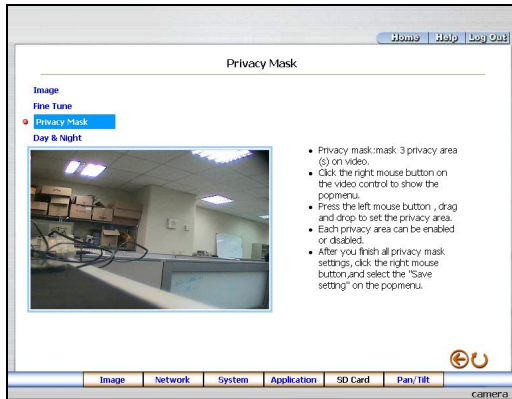 Home Help Log Out
Privacy Mask
Image
Fine Tune
Privacy Mask
Day & Night
• Privacy mask:mask 3 privacy area
(s) on video.
• Click the right mouse button on
the video control to show the
popmenu.
• Press the left mouse button , drag
and drop to set the privacy area.
• Each privacy area can be enabled
or disabled.
• After you finish all privacy mask
settings, click the right mouse
button,and select the "Save
setting" on the popmenu.
Image Network System Application SD Card Pan/Tilt
camera